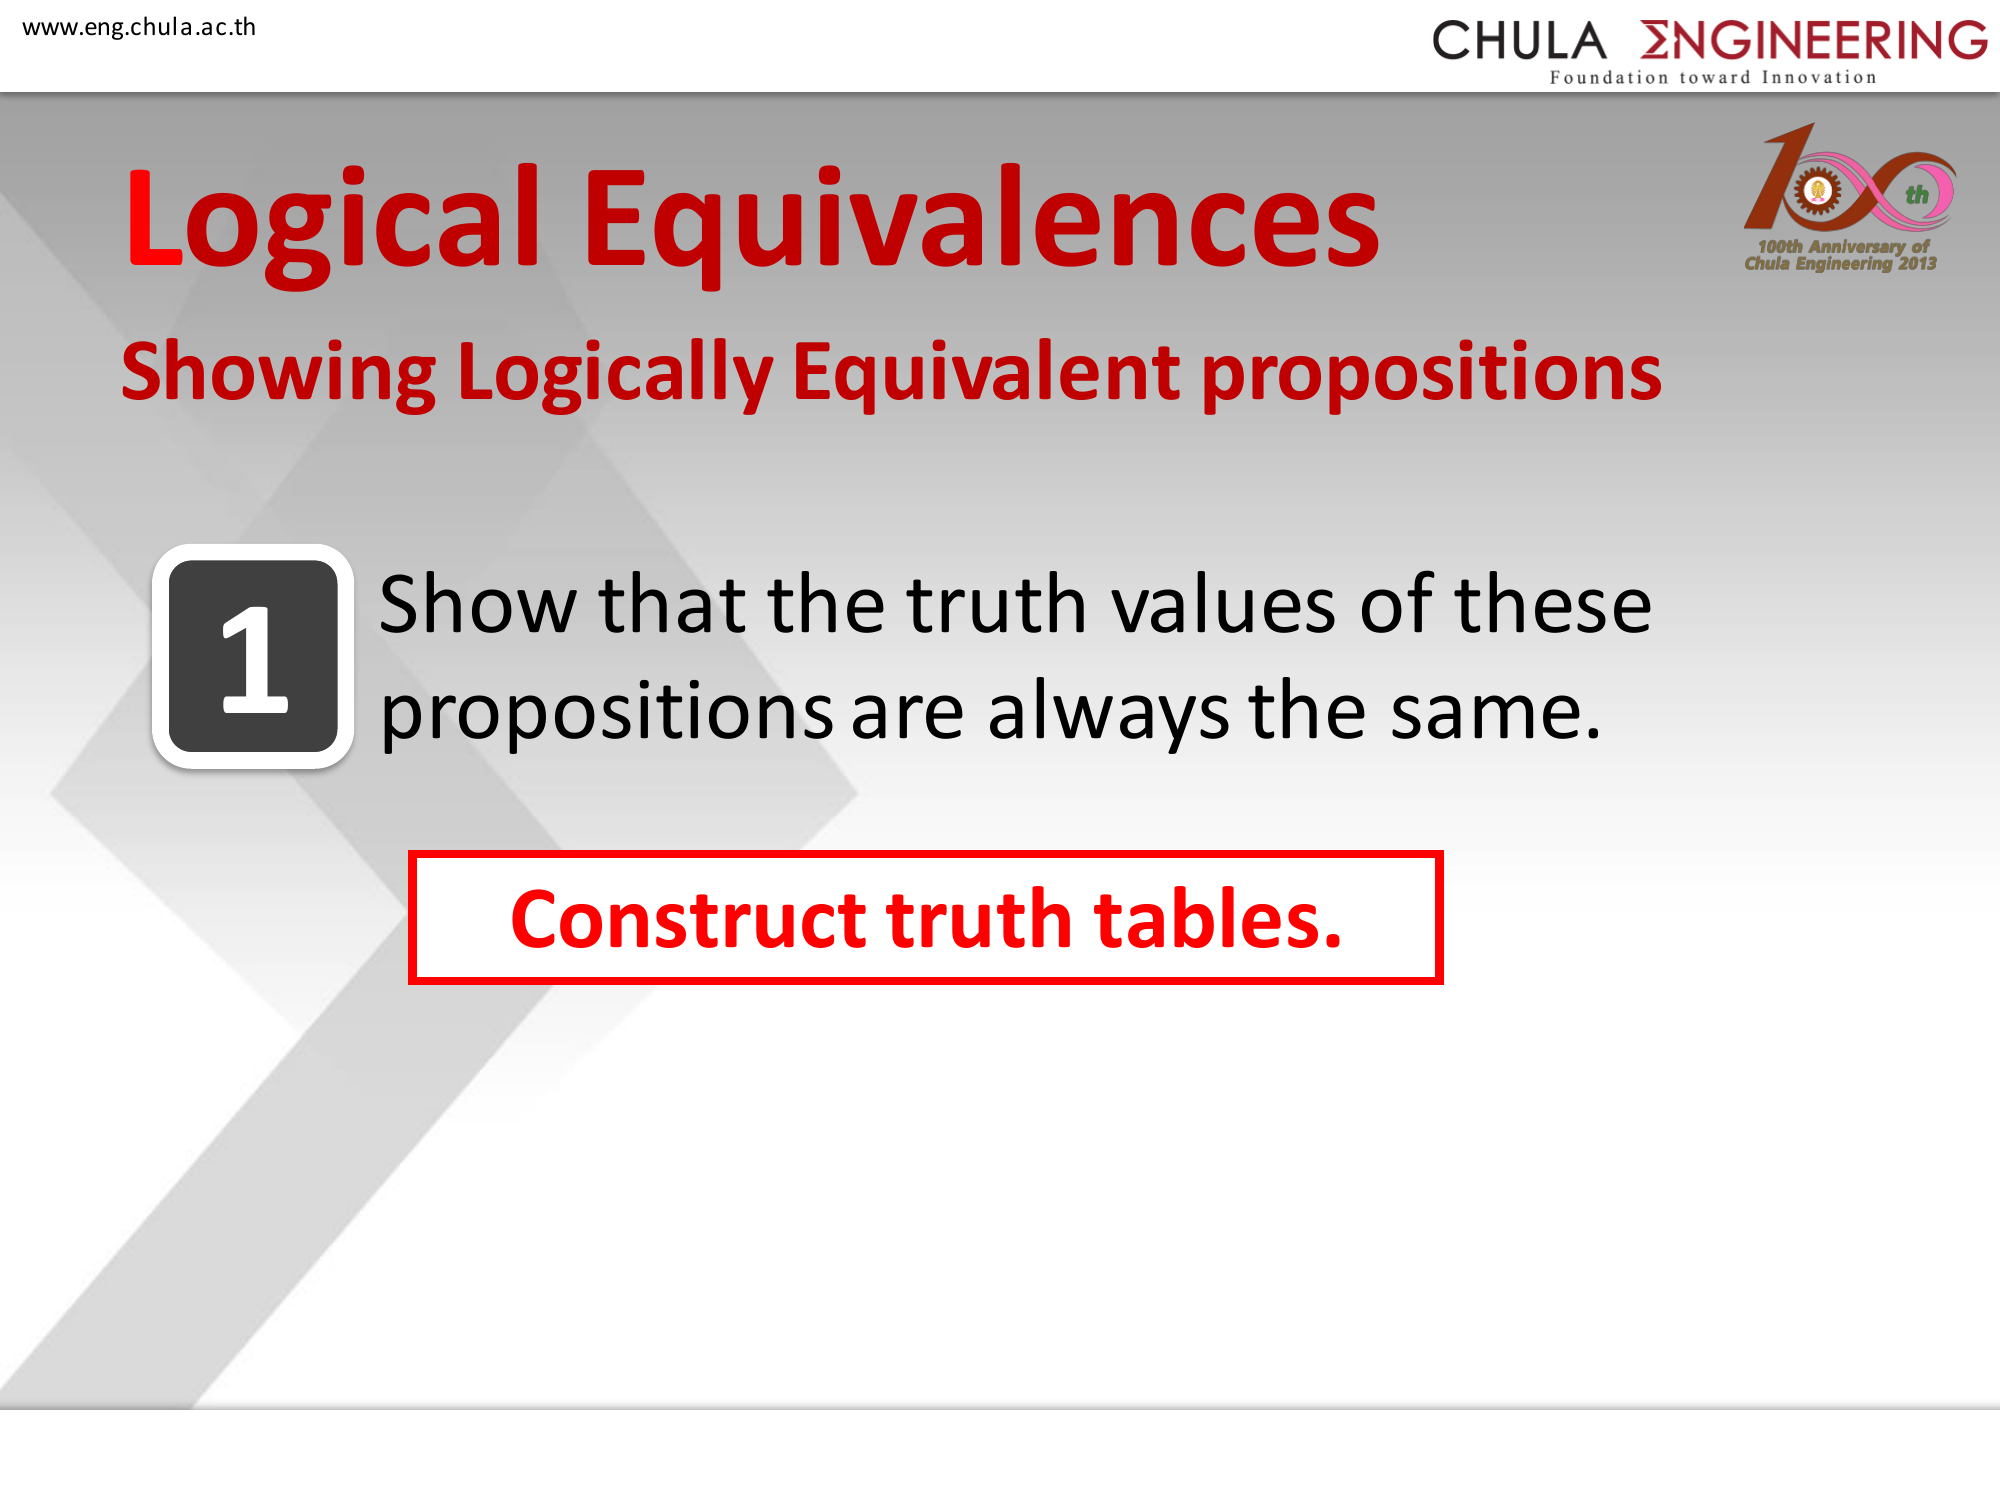 www.eng.chula.ac.th
CHULA ΣNGINEERING
Foundation toward Innovation
Logical Equivalences
100th
100th Anniversary of
Chula Engineering 2013
Showing Logically Equivalent propositions
1
Show that the truth values of these
propositions are always the same.
Construct truth tables.